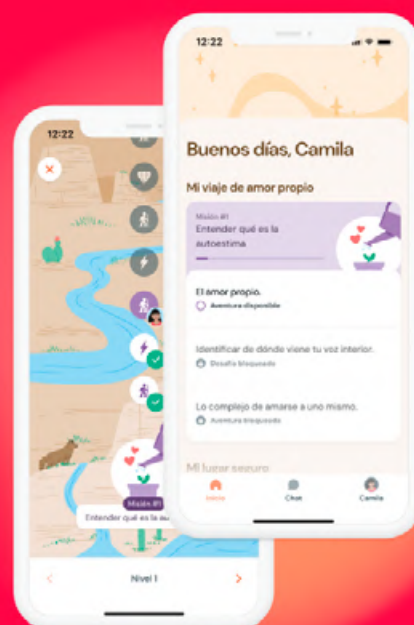 12:22
Buenos días, Camila
Mi viaje de amor propio
Misión #1
Entender qué es la
autoestima
El amor propio.
Aventura disponible
Identificar de dónde viene tu voz interior.
Desafío bloqueado
Lo complejo de amarse a uno mismo.
Aventura bloqueada
Mi lugar seguro
Inicio
Chat
Camila
12:22
Misión #1
Entender qué es la au
Nivel 1